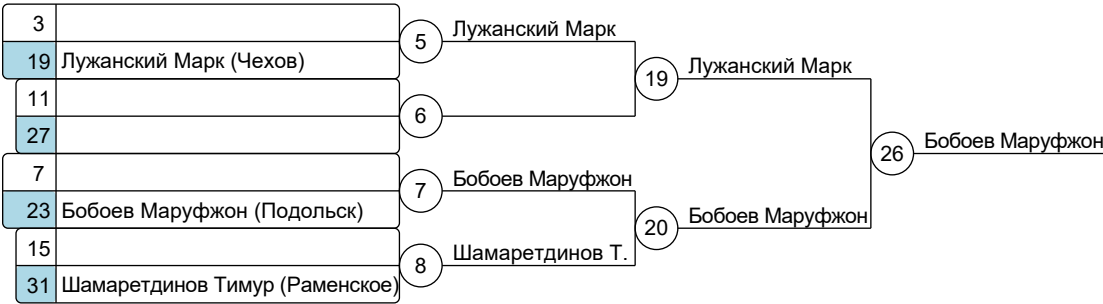 3
19 Лужанский Марк (Чехов)
11
27
7
23 Бобоев Маруфжон (Подольск)
15
31 Шамаретдинов Тимур (Раменское)
5 Лужанский Марк
6
7 Бобоев Маруфжон
8 Шамаретдинов Т.
19 Лужанский Марк
20 Бобоев Маруфжон
26 Бобоев Маруфжон